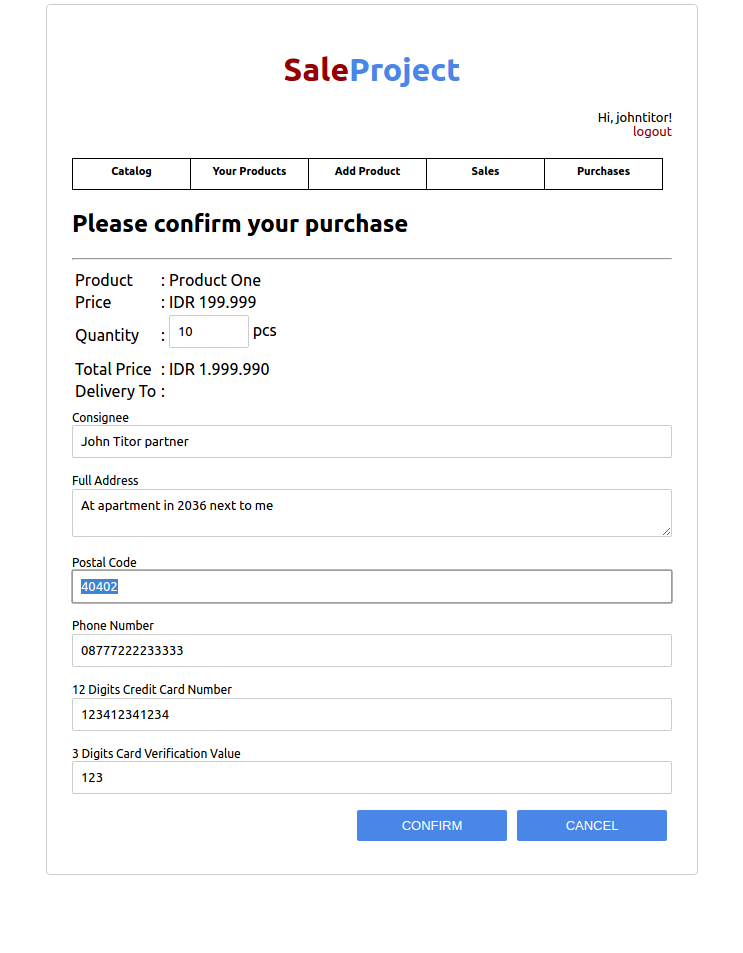 SaleProject
Hi, johntitor!
logout
Catalog Your Products Add Product Sales Purchases
Please confirm your purchase
Product : Product One
Price : IDR 199.999
Quantity : 10 pcs
Total Price : IDR 1.999.990
Delivery To :
Consignee
John Titor partner
Full Address
At apartment in 2036 next to me
Postal Code
40402
Phone Number
08777222233333
12 Digits Credit Card Number
123412341234
3 Digits Card Verification Value
123
CONFIRM CANCEL